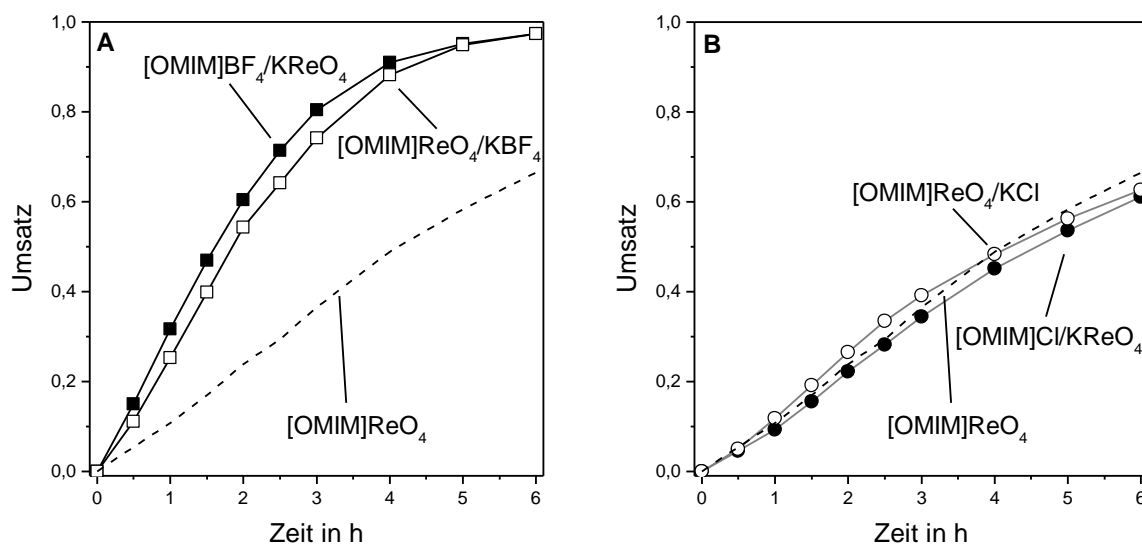 A
1,0
0,8
0,6
0,4
0,2
0,0
Umsatz
[OMIM]BF₄/KReO₄
[OMIM]ReO₄/KBF₄
[OMIM]ReO₄
0 1 2 3 4 5 6
Zeit in h
B
1,0
0,8
0,6
0,4
0,2
0,0
Umsatz
[OMIM]ReO₄/KCl
[OMIM]Cl/KReO₄
[OMIM]ReO₄
0 1 2 3 4 5 6
Zeit in h